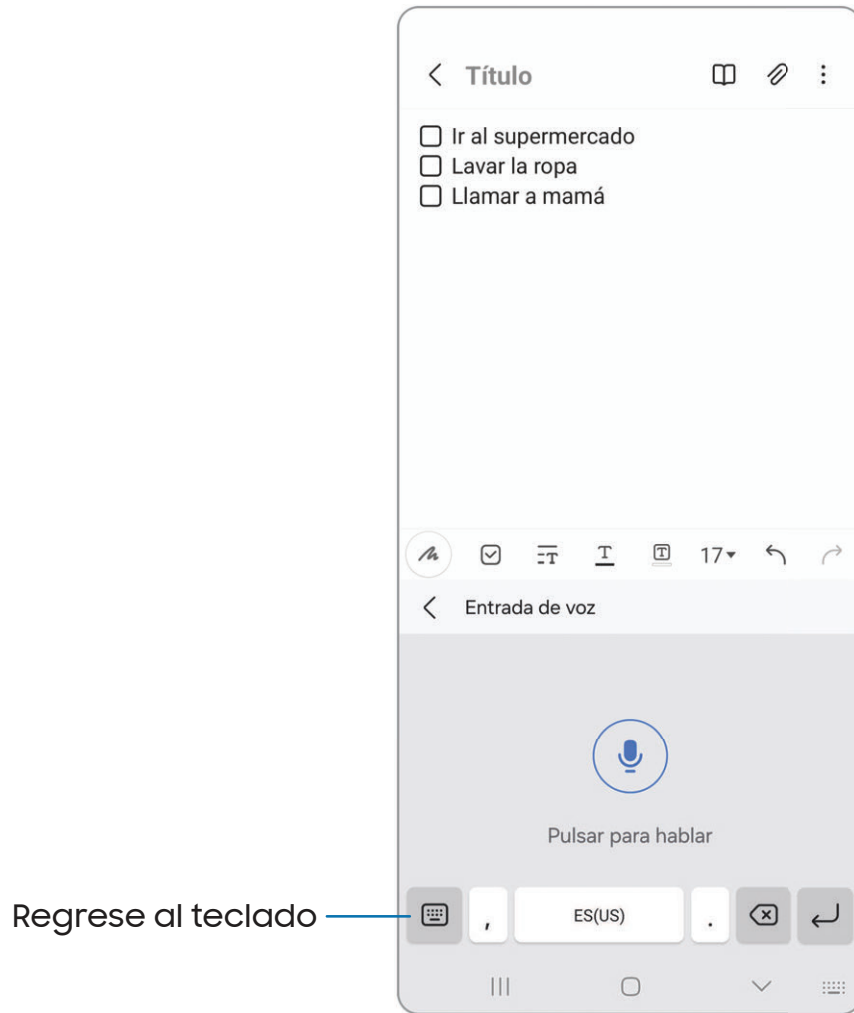 Título
Ir al supermercado
Lavar la ropa
Llamar a mamá
17
Entrada de voz
Pulsar para hablar
Regrese al teclado
, ES(US) .